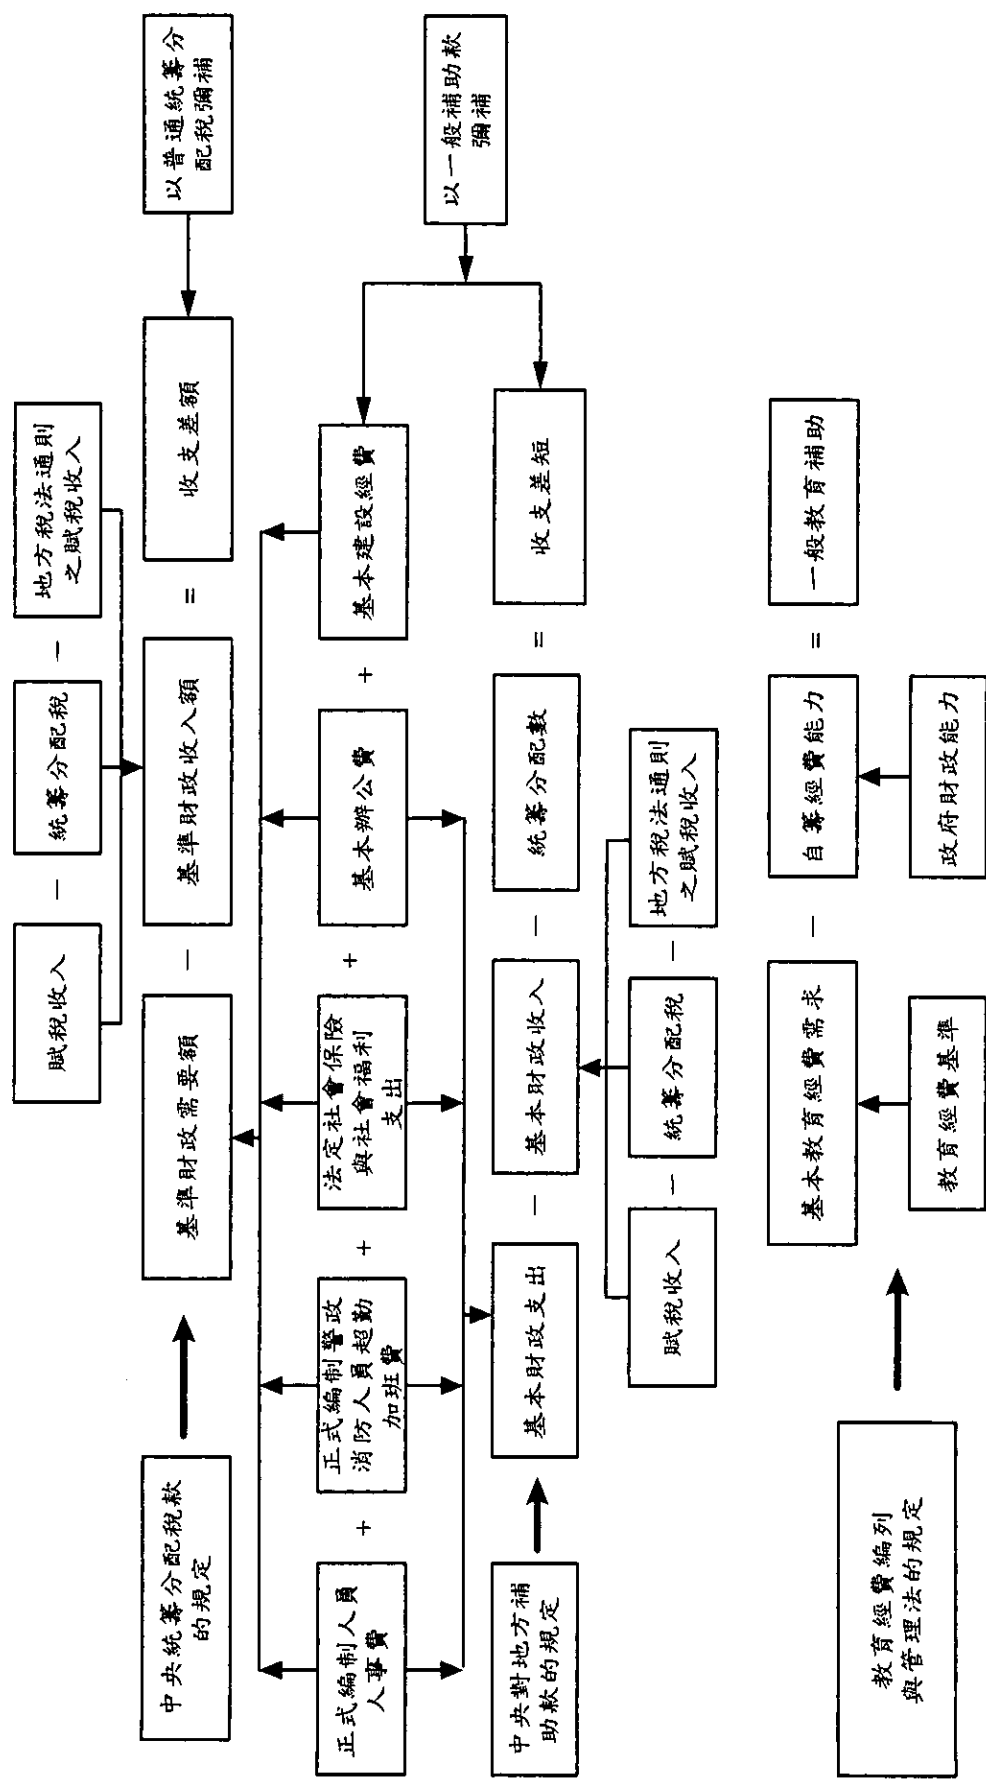 賦稅收入
−
統籌分配稅
−
地方稅法通則
之賦稅收入
中央統籌分配稅款
的規定
基準財政需要額
−
基準財政收入額
=
收支差額
以普通統籌分
配稅彌補
正式編制人員
人事費
+
正式編制警政
消防人員超勤
加班費
+
法定社會保險
與社會福利
支出
+
基本辦公費
+
基本建設經費
以一般補助款
彌補
中央對地方補
助款的規定
基本財政支出
−
基本財政收入
−
統籌分配數
=
收支差短
賦稅收入
−
統籌分配稅
−
地方稅法通則
之賦稅收入
教育經費編列
與管理法的規定
基本教育經費需求
−
自籌經費能力
=
一般教育補助
教育經費基準
政府財政能力